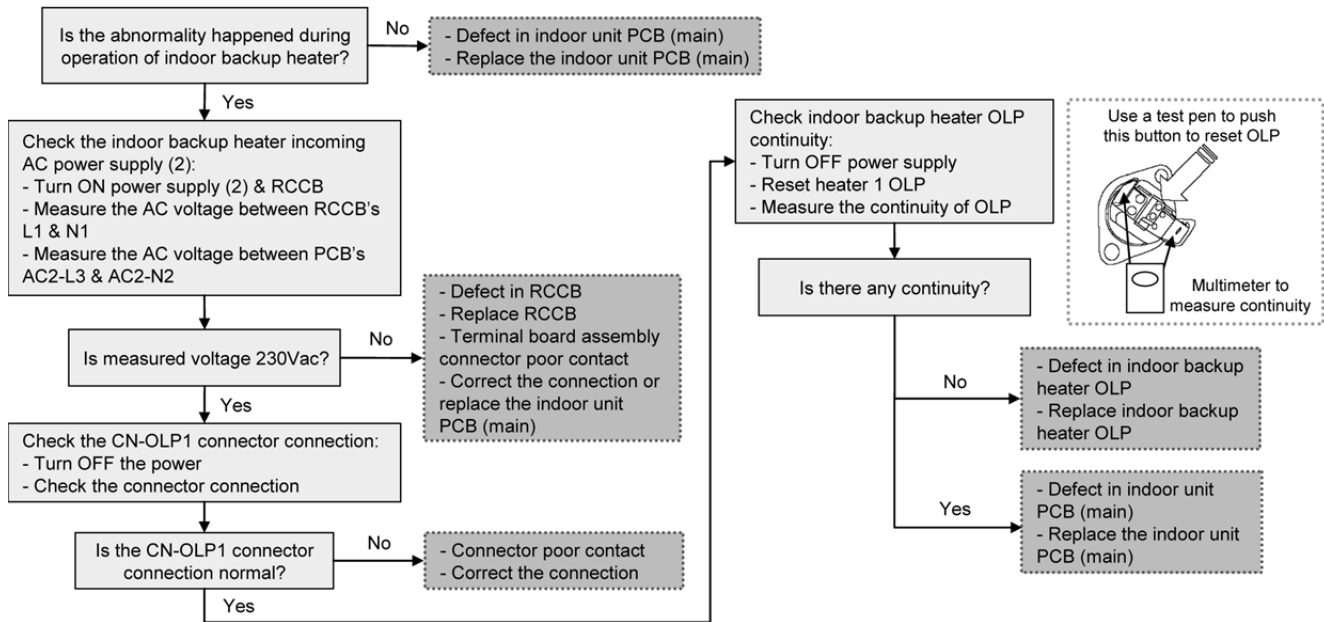 Is the abnormality happened during
operation of indoor backup heater?
No
- Defect in indoor unit PCB (main)
- Replace the indoor unit PCB (main)
Yes
Check the indoor backup heater incoming
AC power supply (2):
- Turn ON power supply (2) & RCCB
- Measure the AC voltage between RCCB's
L1 & N1
- Measure the AC voltage between PCB's
AC2-L3 & AC2-N2
Is measured voltage 230Vac?
No
- Defect in RCCB
- Replace RCCB
- Terminal board assembly
connector poor contact
- Correct the connection or
replace the indoor unit
PCB (main)
Yes
Check the CN-OLP1 connector connection:
- Turn OFF the power
- Check the connector connection
Is the CN-OLP1 connector
connection normal?
No
- Connector poor contact
- Correct the connection
Yes
Check indoor backup heater OLP
continuity:
- Turn OFF power supply
- Reset heater 1 OLP
- Measure the continuity of OLP
Use a test pen to push
this button to reset OLP
Multimeter to
measure continuity
Is there any continuity?
No
- Defect in indoor backup
heater OLP
- Replace indoor backup
heater OLP
Yes
- Defect in indoor unit
PCB (main)
- Replace the indoor unit
PCB (main)